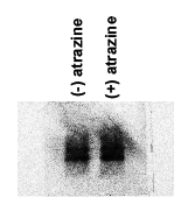 (-) atrazine
(+) atrazine